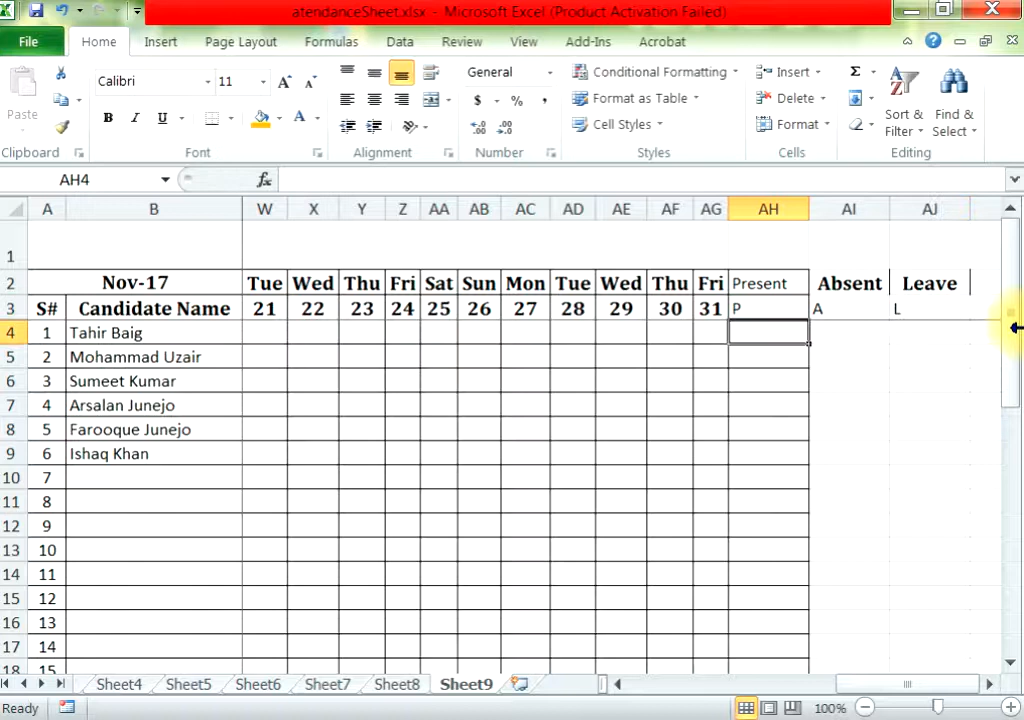 atendanceSheet.xlsx - Microsoft Excel (Product Activation Failed)
File Home Insert Page Layout Formulas Data Review View Add-Ins Acrobat
Calibri 11 General Conditional Formatting Insert Σ
Paste B I U A $ % , Format as Table Delete Sort & Find &
Cell Styles Format Filter Select
Clipboard Font Alignment Number Styles Cells Editing
AH4 fx
A B W X Y Z AA AB AC AD AE AF AG AH AI AJ
1
2 Nov-17 Tue Wed Thu Fri Sat Sun Mon Tue Wed Thu Fri Present Absent Leave
3 S# Candidate Name 21 22 23 24 25 26 27 28 29 30 31 P A L
4 1 Tahir Baig
5 2 Mohammad Uzair
6 3 Sumeet Kumar
7 4 Arsalan Junejo
8 5 Farooque Junejo
9 6 Ishaq Khan
10 7
11 8
12 9
13 10
14 11
15 12
16 13
17 14
18 15
Sheet4 Sheet5 Sheet6 Sheet7 Sheet8 Sheet9
Ready 100%